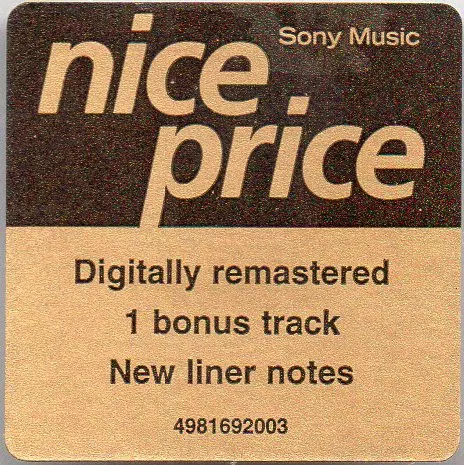 Sony Music
nice
price
Digitally remastered
1 bonus track
New liner notes
4981692003